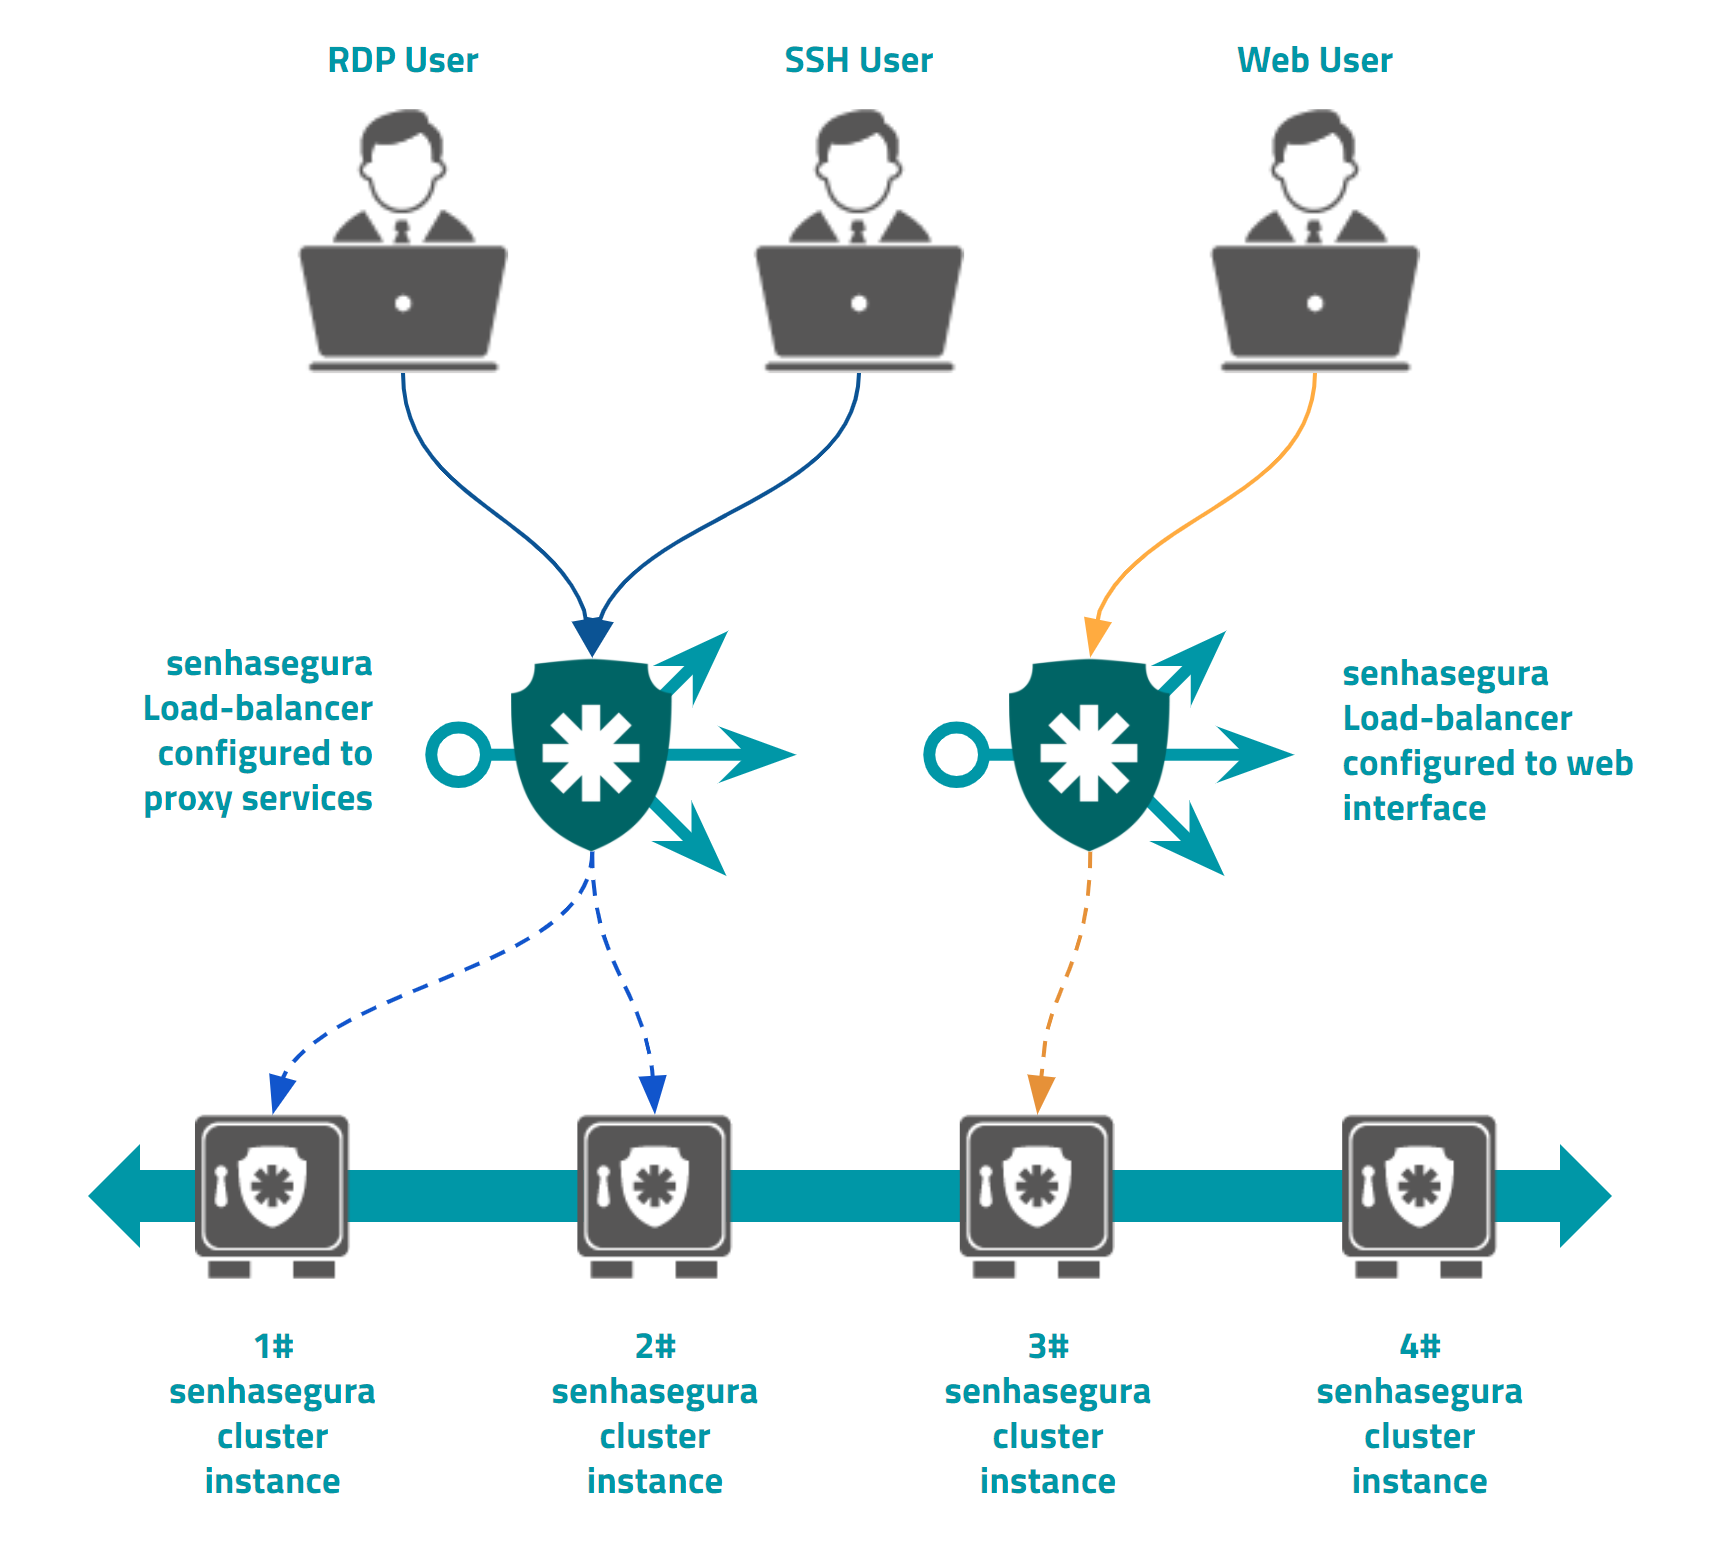 RDP User
SSH User
Web User
senhasegura
Load-balancer
configured to
proxy services
senhasegura
Load-balancer
configured to web
interface
1#
senhasegura
cluster
instance
2#
senhasegura
cluster
instance
3#
senhasegura
cluster
instance
4#
senhasegura
cluster
instance